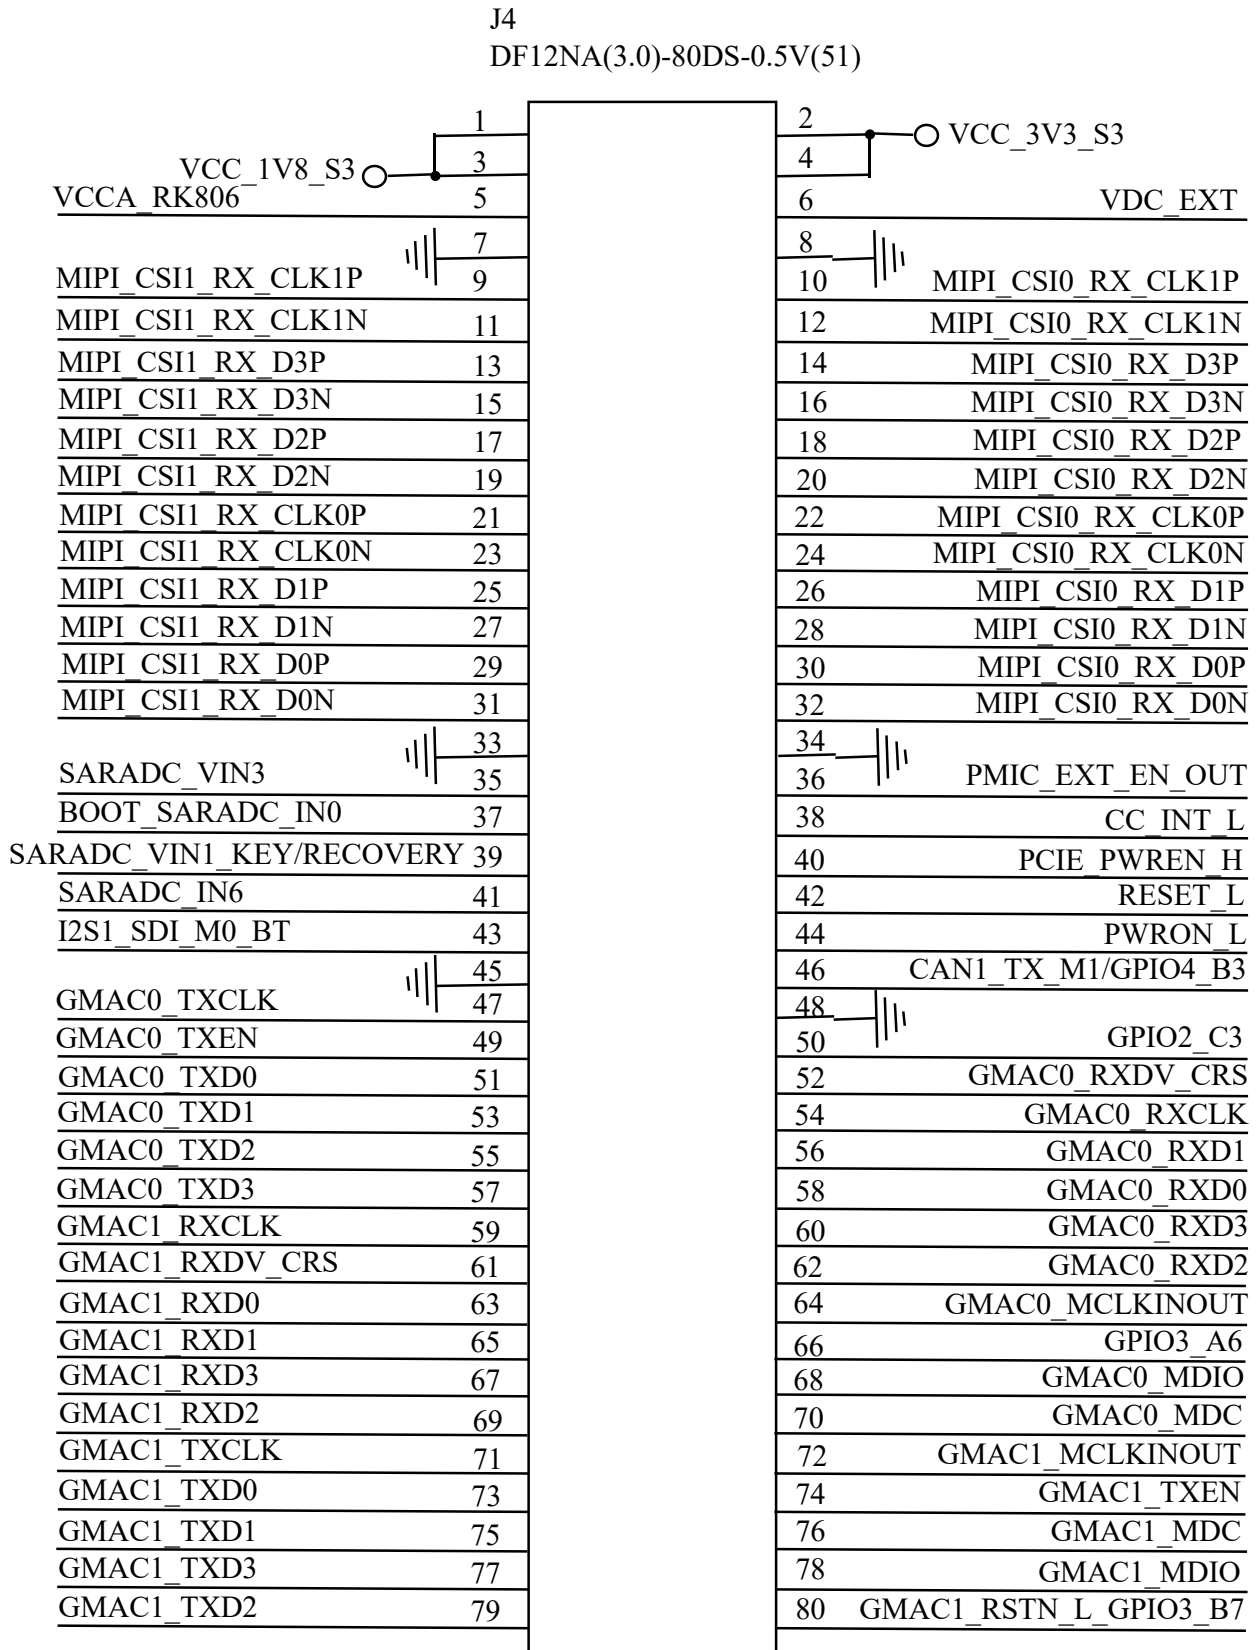 J4
DF12NA(3.0)-80DS-0.5V(51)
1 2 VCC_3V3_S3
VCC_1V8_S3 3 4
VCCA_RK806 5 6 VDC_EXT
7 8
MIPI_CSI1_RX_CLK1P 9 10 MIPI_CSI0_RX_CLK1P
MIPI_CSI1_RX_CLK1N 11 12 MIPI_CSI0_RX_CLK1N
MIPI_CSI1_RX_D3P 13 14 MIPI_CSI0_RX_D3P
MIPI_CSI1_RX_D3N 15 16 MIPI_CSI0_RX_D3N
MIPI_CSI1_RX_D2P 17 18 MIPI_CSI0_RX_D2P
MIPI_CSI1_RX_D2N 19 20 MIPI_CSI0_RX_D2N
MIPI_CSI1_RX_CLK0P 21 22 MIPI_CSI0_RX_CLK0P
MIPI_CSI1_RX_CLK0N 23 24 MIPI_CSI0_RX_CLK0N
MIPI_CSI1_RX_D1P 25 26 MIPI_CSI0_RX_D1P
MIPI_CSI1_RX_D1N 27 28 MIPI_CSI0_RX_D1N
MIPI_CSI1_RX_D0P 29 30 MIPI_CSI0_RX_D0P
MIPI_CSI1_RX_D0N 31 32 MIPI_CSI0_RX_D0N
33 34
SARADC_VIN3 35 36 PMIC_EXT_EN_OUT
BOOT_SARADC_IN0 37 38 CC_INT_L
SARADC_VIN1_KEY/RECOVERY 39 40 PCIE_PWREN_H
SARADC_IN6 41 42 RESET_L
I2S1_SDI_M0_BT 43 44 PWRON_L
45 46 CAN1_TX_M1/GPIO4_B3
GMAC0_TXCLK 47 48
GMAC0_TXEN 49 50 GPIO2_C3
GMAC0_TXD0 51 52 GMAC0_RXDV_CRS
GMAC0_TXD1 53 54 GMAC0_RXCLK
GMAC0_TXD2 55 56 GMAC0_RXD1
GMAC0_TXD3 57 58 GMAC0_RXD0
GMAC1_RXCLK 59 60 GMAC0_RXD3
GMAC1_RXDV_CRS 61 62 GMAC0_RXD2
GMAC1_RXD0 63 64 GMAC0_MCLKINOUT
GMAC1_RXD1 65 66 GPIO3_A6
GMAC1_RXD3 67 68 GMAC0_MDIO
GMAC1_RXD2 69 70 GMAC0_MDC
GMAC1_TXCLK 71 72 GMAC1_MCLKINOUT
GMAC1_TXD0 73 74 GMAC1_TXEN
GMAC1_TXD1 75 76 GMAC1_MDC
GMAC1_TXD3 77 78 GMAC1_MDIO
GMAC1_TXD2 79 80 GMAC1_RSTN_L_GPIO3_B7